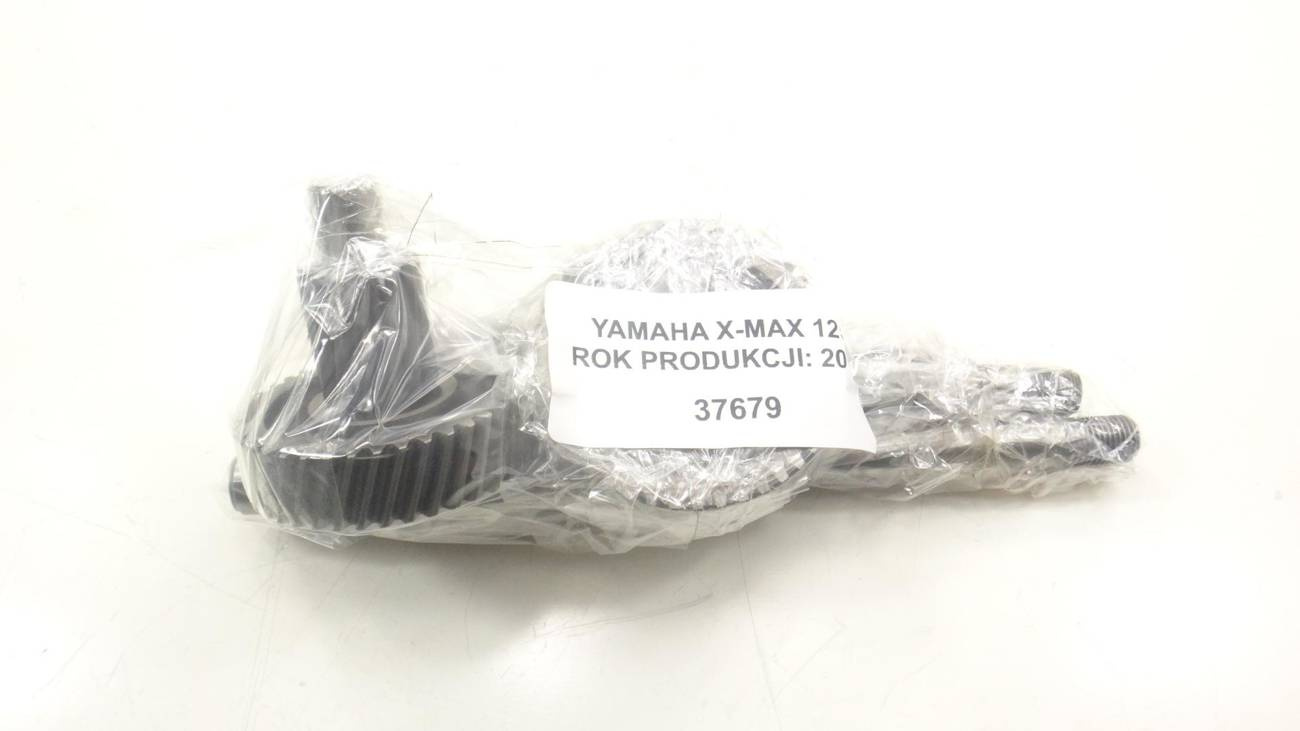 YAMAHA X-MAX 12
ROK PRODUKCJI: 20
37679